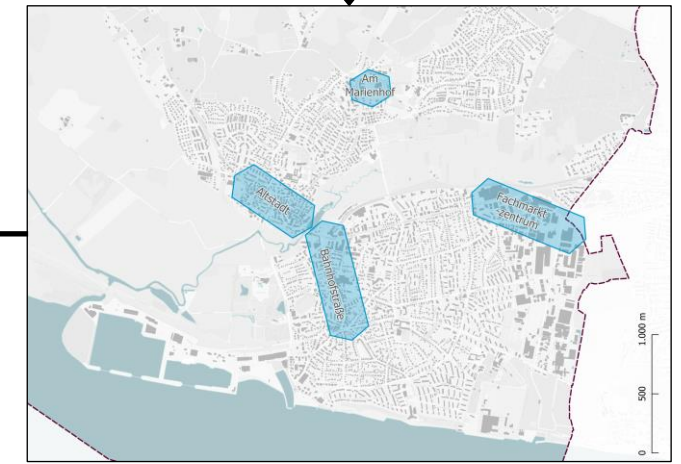 Am
Marienhof
Altstadt
Fachmarkt
zentrum
Bahnhofstraße
1.000 m
500
0